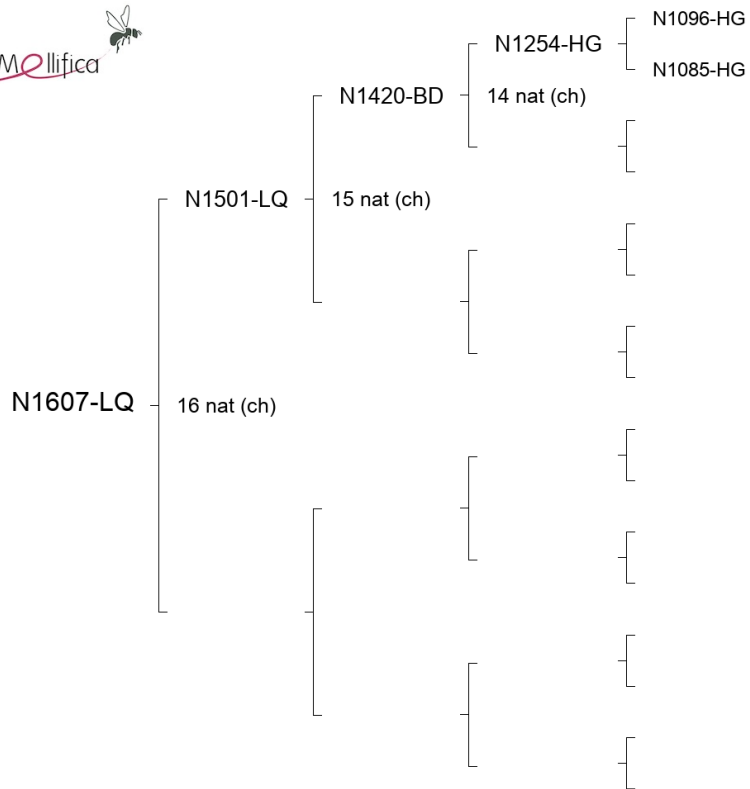 Mellifica
N1096-HG
N1254-HG
N1085-HG
N1420-BD
14 nat (ch)
N1501-LQ
15 nat (ch)
N1607-LQ
16 nat (ch)